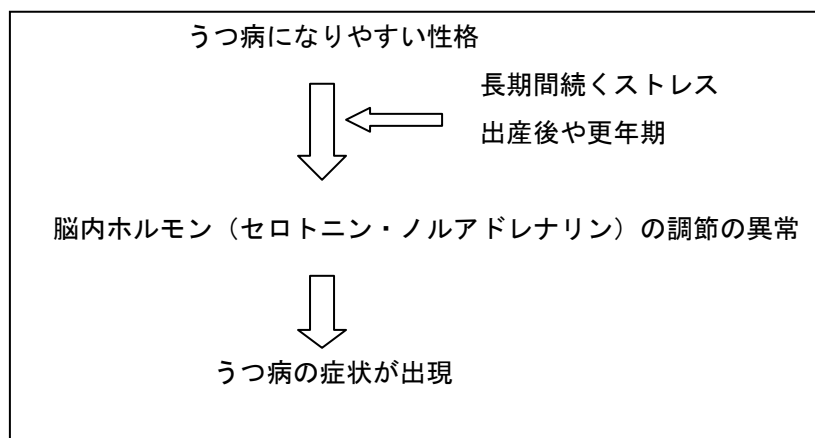 うつ病になりやすい性格
長期間続くストレス
出産後や更年期
脳内ホルモン（セロトニン・ノルアドレナリン）の調節の異常
うつ病の症状が出現